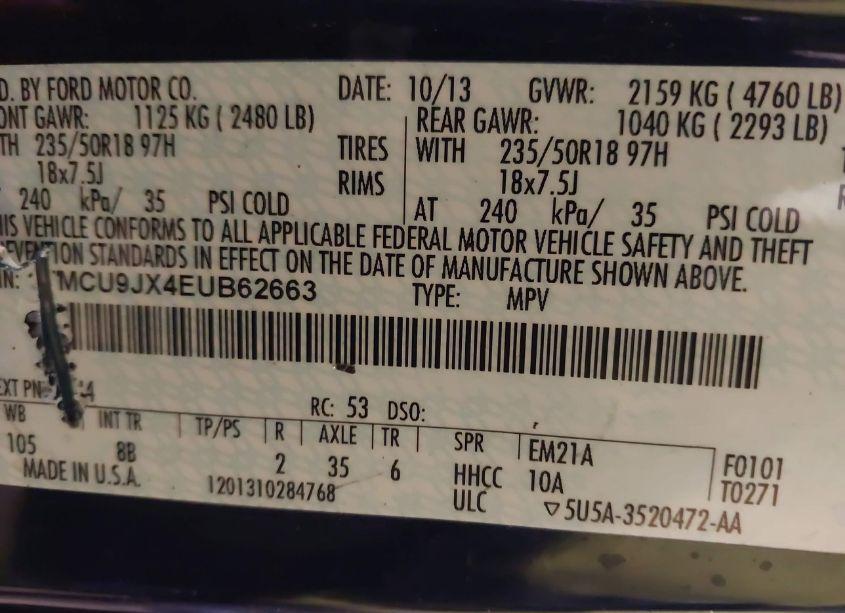 D. BY FORD MOTOR CO. DATE: 10/13 GVWR: 2159 KG ( 4760 LB)
ONT GAWR: 1125 KG ( 2480 LB) REAR GAWR: 1040 KG ( 2293 LB)
TH 235/50R18 97H TIRES WITH 235/50R18 97H
18x7.5J RIMS 18x7.5J
240 kPa/ 35 PSI COLD AT 240 kPa/ 35 PSI COLD
HIS VEHICLE CONFORMS TO ALL APPLICABLE FEDERAL MOTOR VEHICLE SAFETY AND THEFT
EVENTION STANDARDS IN EFFECT ON THE DATE OF MANUFACTURE SHOWN ABOVE.
IN: MCU9JX4EUB62663 TYPE: MPV
EXT PN 4 RC: 53 DSO:
WB INT TR TP/PS R AXLE TR SPR EM21A
105 8B 2 35 6 HHCC 10A F0101
MADE IN U.S.A. 1201310284768 ULC ▽5U5A-3520472-AA T0271